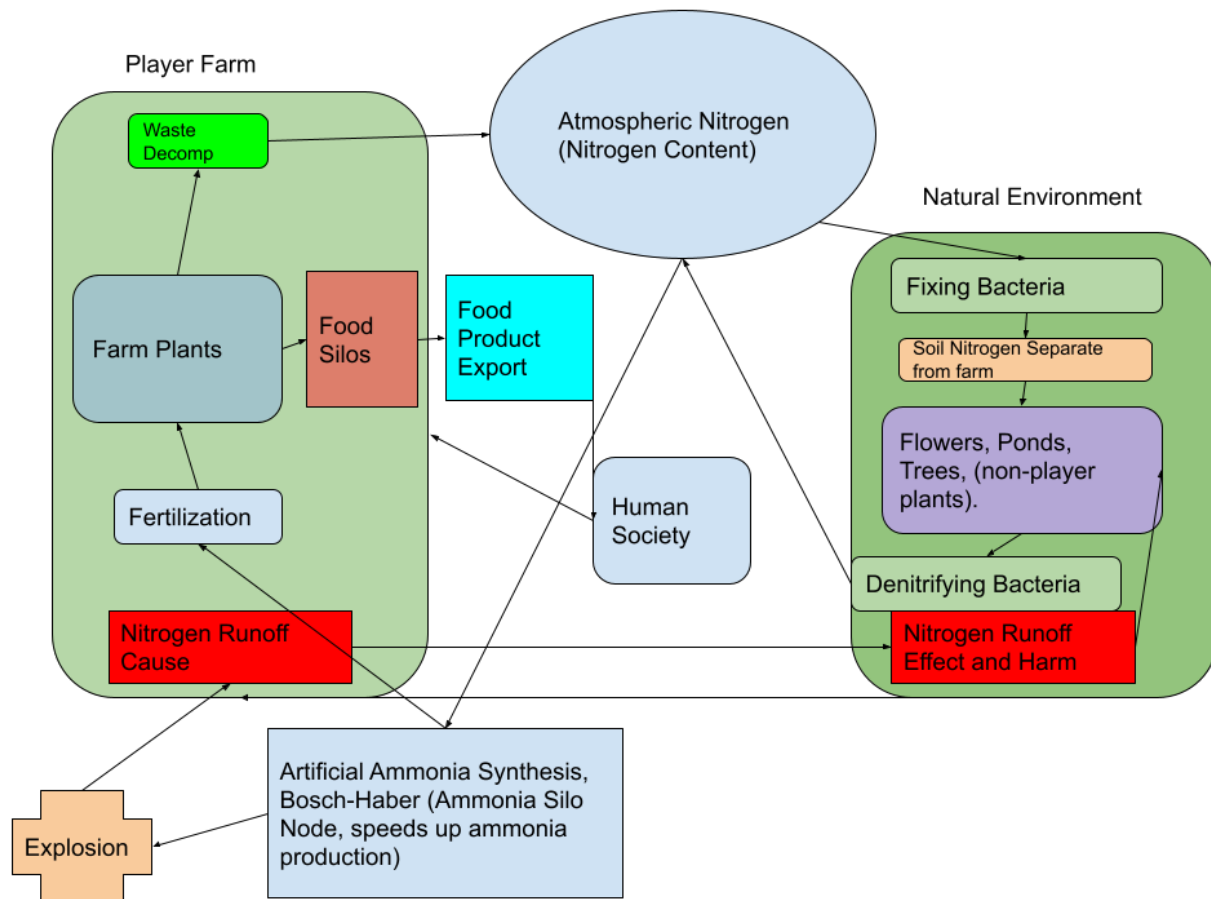 Player Farm
Waste
Decomp
Atmospheric Nitrogen
(Nitrogen Content)
Natural Environment
Fixing Bacteria
Farm Plants
Food
Silos
Food
Product
Export
Soil Nitrogen Separate
from farm
Flowers, Ponds,
Trees, (non-player
plants).
Fertilization
Human
Society
Denitrifying Bacteria
Nitrogen Runoff
Cause
Nitrogen Runoff
Effect and Harm
Artificial Ammonia Synthesis,
Bosch-Haber (Ammonia Silo
Node, speeds up ammonia
production)
Explosion